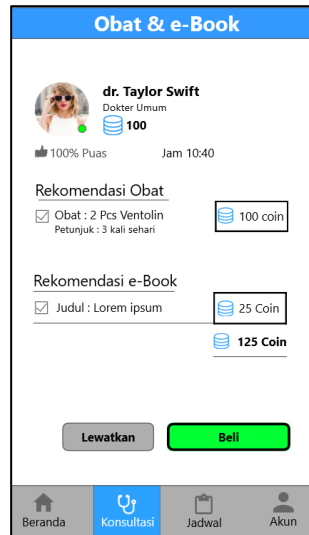 Obat & e-Book
dr. Taylor Swift
Dokter Umum
100
100% Puas Jam 10:40
Rekomendasi Obat
Obat : 2 Pcs Ventolin 100 coin
Petunjuk : 3 kali sehari
Rekomendasi e-Book
Judul : Lorem ipsum 25 Coin
125 Coin
Lewatkan Beli
Beranda Konsultasi Jadwal Akun